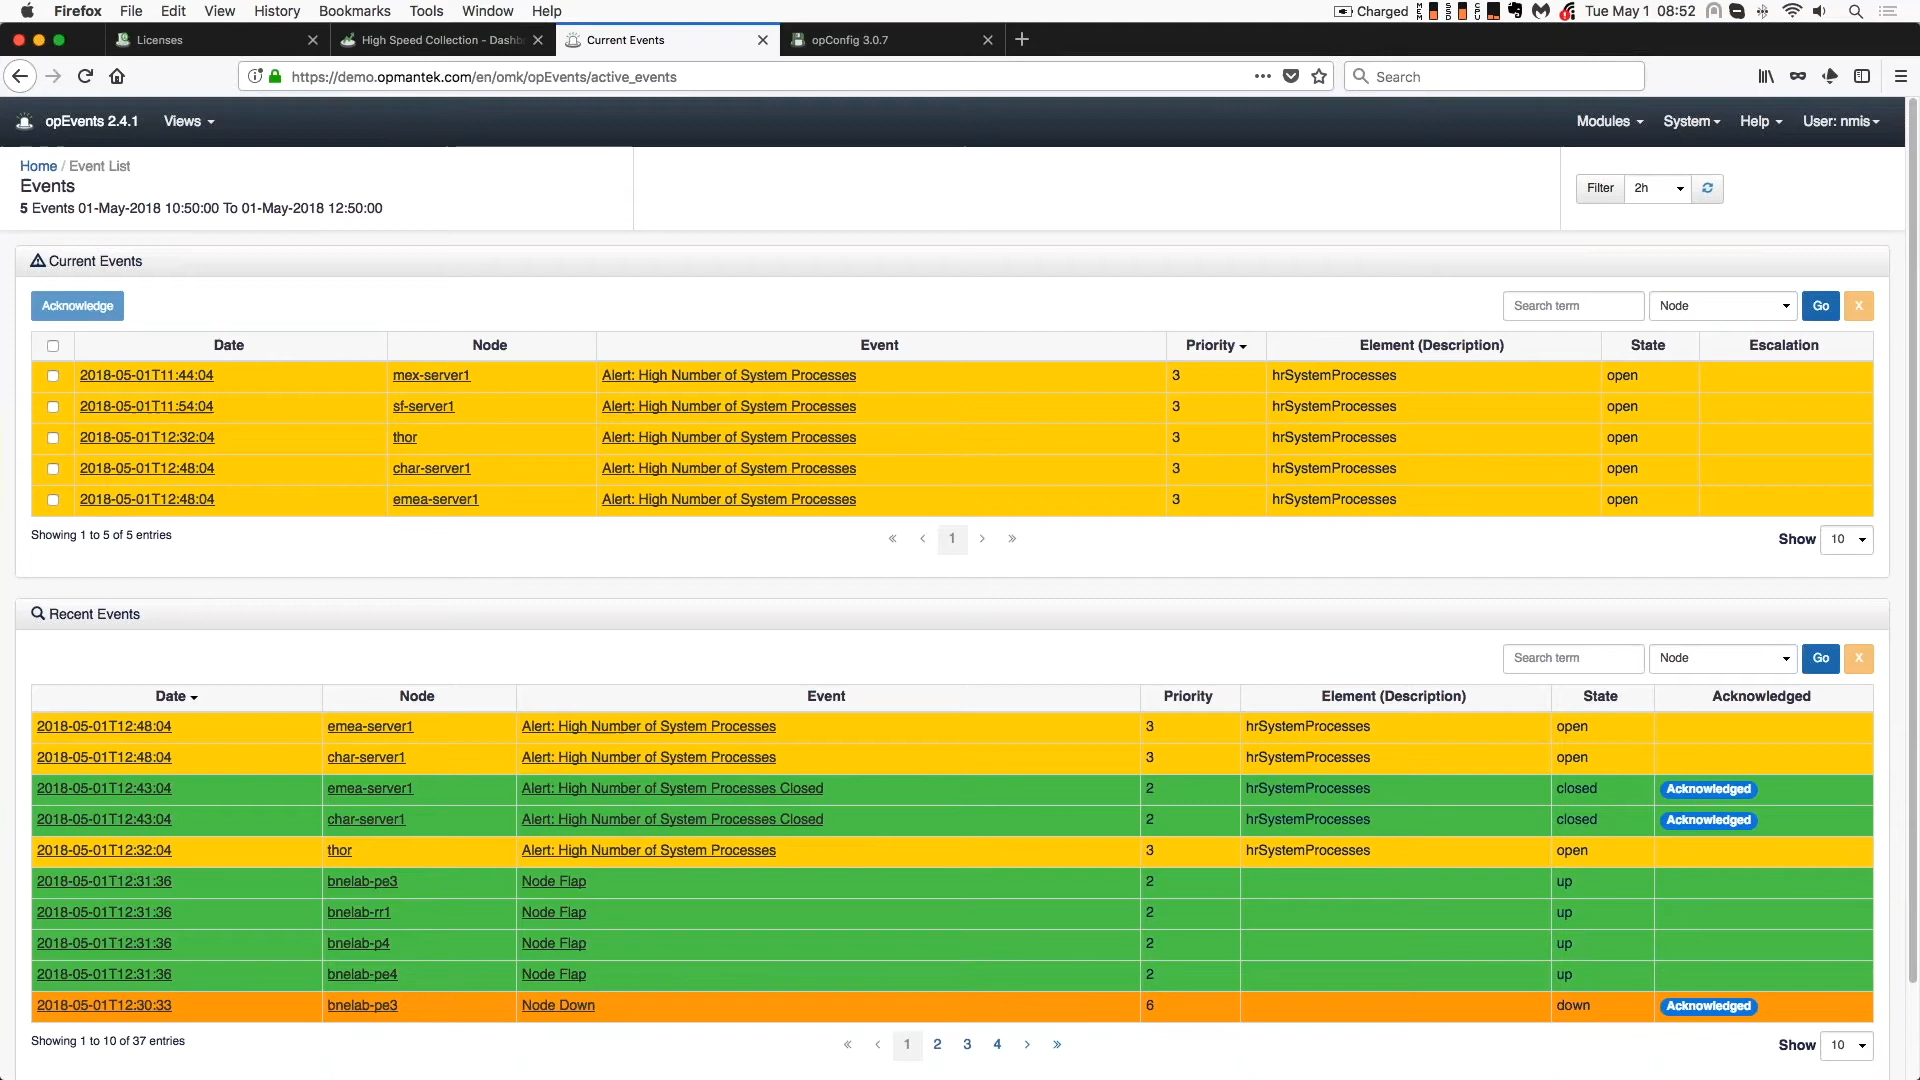 Firefox File Edit View History Bookmarks Tools Window Help Charged Tue May 1 08:52
Licenses High Speed Collection - Dashb Current Events opConfig 3.0.7
https://demo.opmantek.com/en/omk/opEvents/active_events Search
opEvents 2.4.1 Views Modules System Help User: nmis
Home / Event List
Events
5 Events 01-May-2018 10:50:00 To 01-May-2018 12:50:00
Filter 2h
Current Events
Acknowledge Search term Node Go X
Date Node Event Priority Element (Description) State Escalation
2018-05-01T11:44:04 mex-server1 Alert: High Number of System Processes 3 hrSystemProcesses open
2018-05-01T11:54:04 sf-server1 Alert: High Number of System Processes 3 hrSystemProcesses open
2018-05-01T12:32:04 thor Alert: High Number of System Processes 3 hrSystemProcesses open
2018-05-01T12:48:04 char-server1 Alert: High Number of System Processes 3 hrSystemProcesses open
2018-05-01T12:48:04 emea-server1 Alert: High Number of System Processes 3 hrSystemProcesses open
Showing 1 to 5 of 5 entries « ‹ 1 › » Show 10
Recent Events
Search term Node Go X
Date Node Event Priority Element (Description) State Acknowledged
2018-05-01T12:48:04 emea-server1 Alert: High Number of System Processes 3 hrSystemProcesses open
2018-05-01T12:48:04 char-server1 Alert: High Number of System Processes 3 hrSystemProcesses open
2018-05-01T12:43:04 emea-server1 Alert: High Number of System Processes Closed 2 hrSystemProcesses closed Acknowledged
2018-05-01T12:43:04 char-server1 Alert: High Number of System Processes Closed 2 hrSystemProcesses closed Acknowledged
2018-05-01T12:32:04 thor Alert: High Number of System Processes 3 hrSystemProcesses open
2018-05-01T12:31:36 bnelab-pe3 Node Flap 2 up
2018-05-01T12:31:36 bnelab-rr1 Node Flap 2 up
2018-05-01T12:31:36 bnelab-p4 Node Flap 2 up
2018-05-01T12:31:36 bnelab-pe4 Node Flap 2 up
2018-05-01T12:30:33 bnelab-pe3 Node Down 6 down Acknowledged
Showing 1 to 10 of 37 entries « ‹ 1 2 3 4 › » Show 10